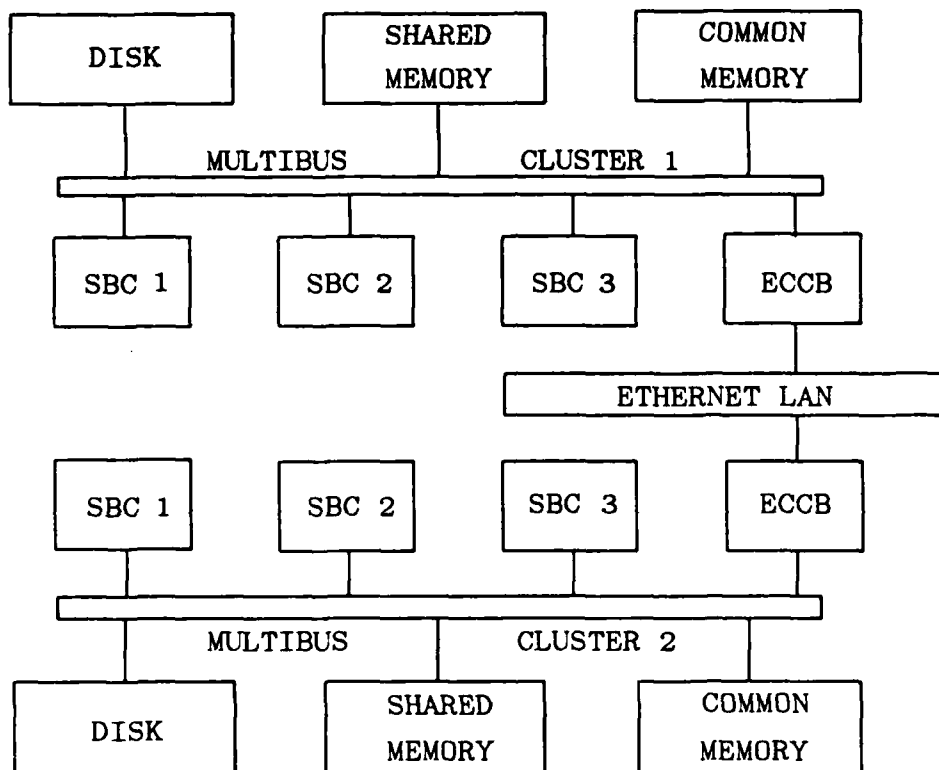 DISK
SHARED
MEMORY
COMMON
MEMORY
MULTIBUS CLUSTER 1
SBC 1
SBC 2
SBC 3
ECCB
ETHERNET LAN
SBC 1
SBC 2
SBC 3
ECCB
MULTIBUS CLUSTER 2
DISK
SHARED
MEMORY
COMMON
MEMORY